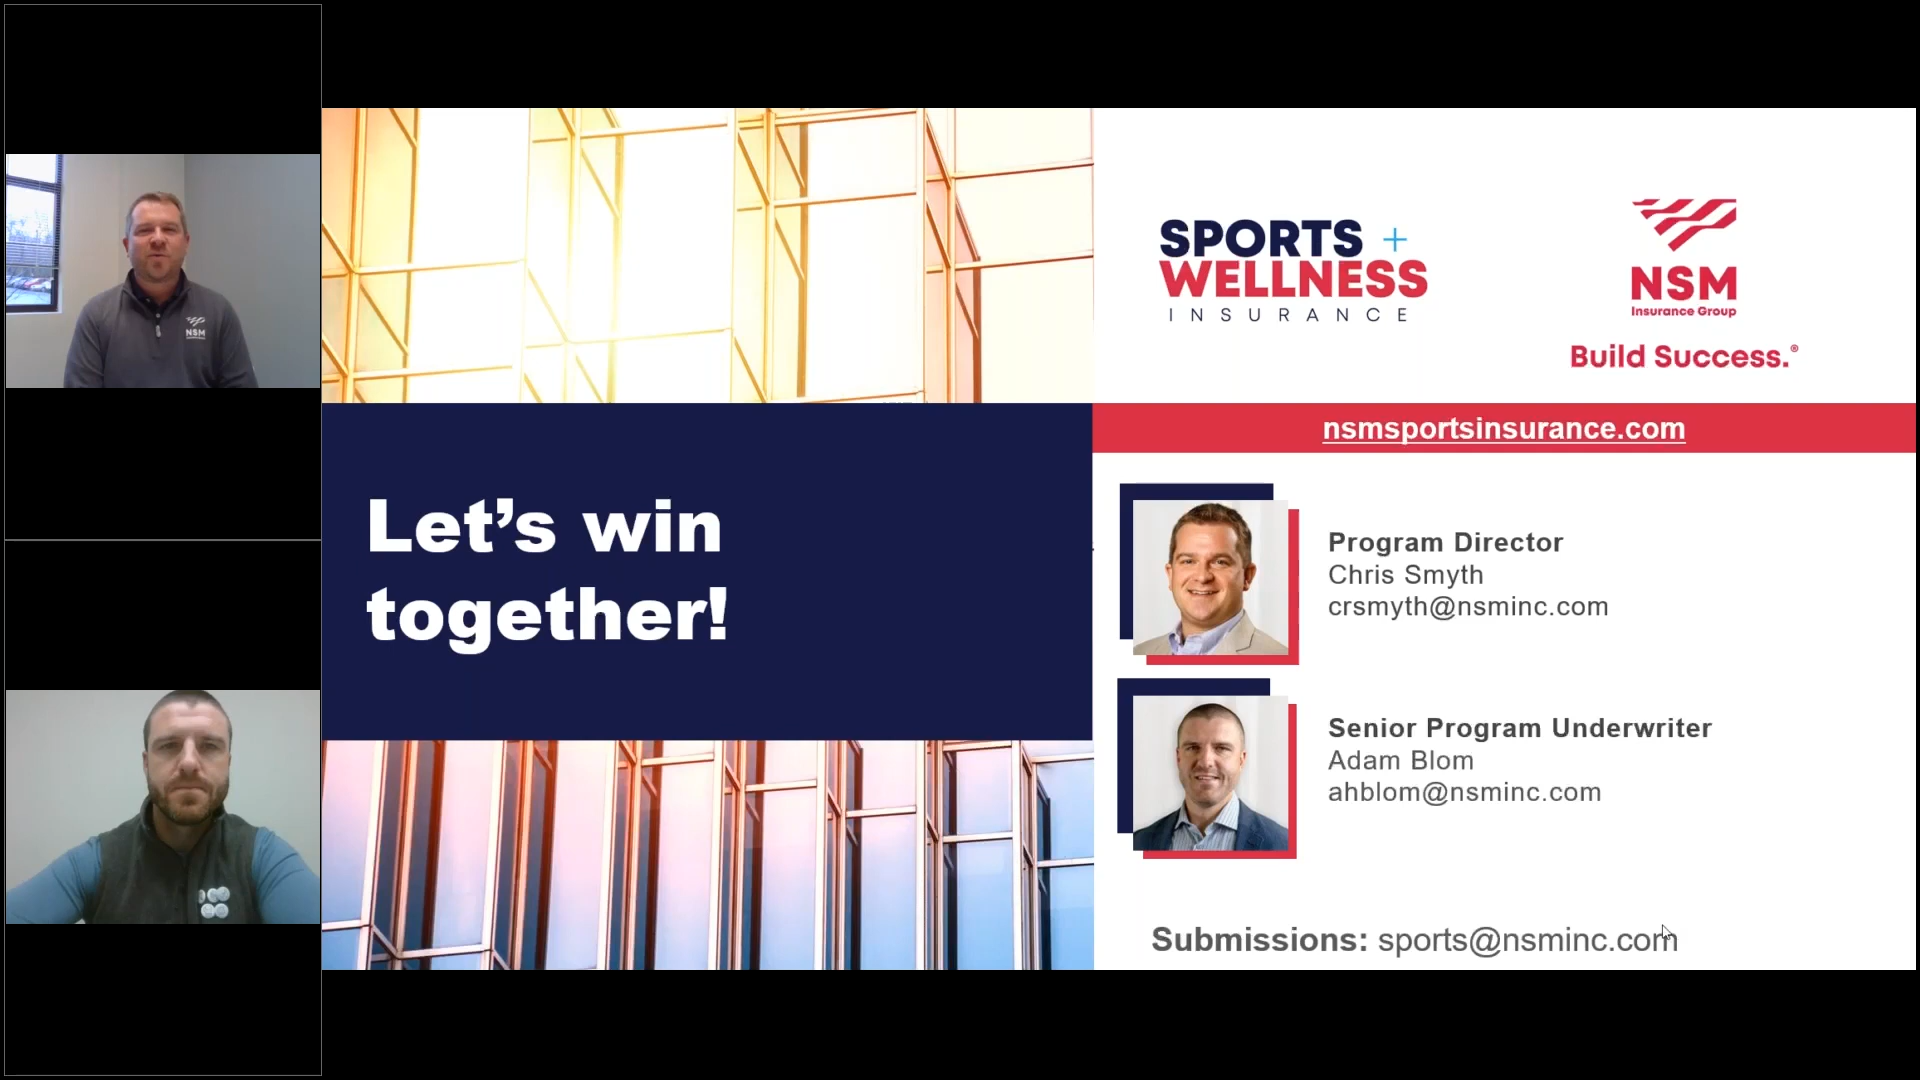 NSM
SPORTS +
WELLNESS
INSURANCE
NSM
Insurance Group
Build Success.®
nsmsportsinsurance.com
Let's win
together!
Program Director
Chris Smyth
crsmyth@nsminc.com
Senior Program Underwriter
Adam Blom
ahblom@nsminc.com
Submissions: sports@nsminc.com